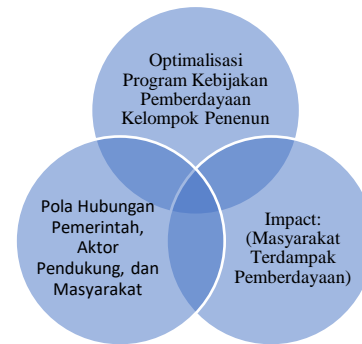 Optimalisasi
Program Kebijakan
Pemberdayaan
Kelompok Penenun
Pola Hubungan
Pemerintah,
Aktor
Pendukung, dan
Masyarakat
Impact:
(Masyarakat
Terdampak
Pemberdayaan)